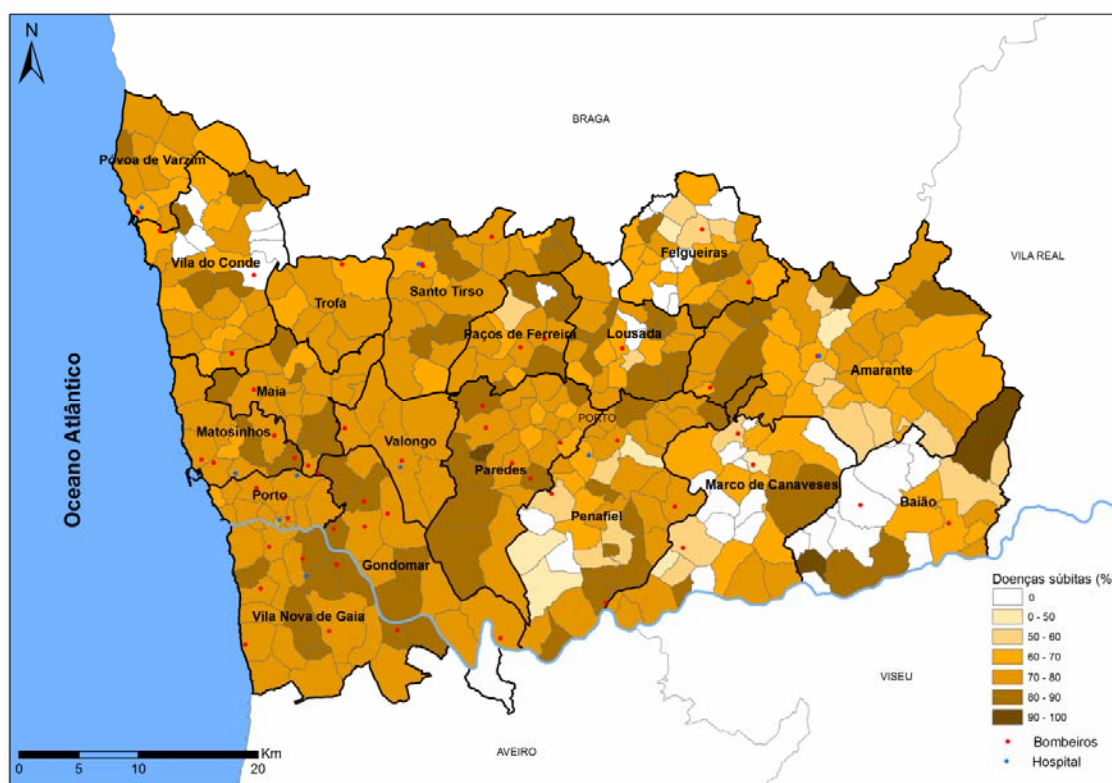 N
BRAGA
Póvoa de Varzim
Felgueiras
VILA REAL
Vila do Conde
Trofa
Santo Tirso
Paços de Ferreira
Lousada
Amarante
Maia
Oceano Atlântico
PORTO
Matosinhos
Valongo
Paredes
Marco de Canaveses
Porto
Baião
Penafiel
Gondomar
Vila Nova de Gaia
Doenças súbitas (%
0
0 - 50
50 - 60
60 - 70
70 - 80
80 - 90
90 - 100
Bombeiros
Hospital
VISEU
AVEIRO
Km
0 5 10 20